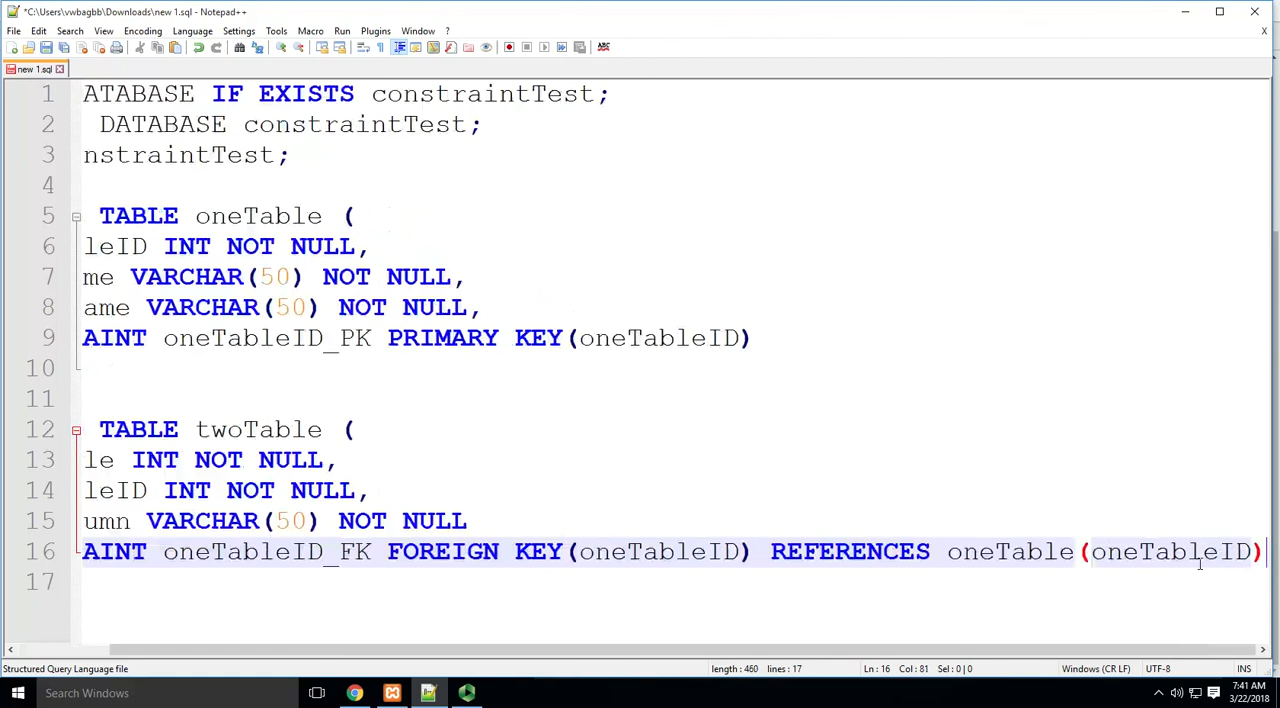 *C:\Users\vwbagbb\Downloads\new 1.sql - Notepad++
File Edit Search View Encoding Language Settings Tools Macro Run Plugins Window ? X
new 1.sql
1 ATABASE IF EXISTS constraintTest;
2 DATABASE constraintTest;
3 nstraintTest;
4
5 TABLE oneTable (
6 leID INT NOT NULL,
7 me VARCHAR(50) NOT NULL,
8 ame VARCHAR(50) NOT NULL,
9 AINT oneTableID_PK PRIMARY KEY(oneTableID)
10
11
12 TABLE twoTable (
13 le INT NOT NULL,
14 leID INT NOT NULL,
15 umn VARCHAR(50) NOT NULL
16 AINT oneTableID_FK FOREIGN KEY(oneTableID) REFERENCES oneTable(oneTableID)
17
Structured Query Language file length : 460 lines : 17 Ln : 16 Col : 81 Sel : 0 | 0 Windows (CR LF) UTF-8 INS
Search Windows 7:41 AM
3/22/2018